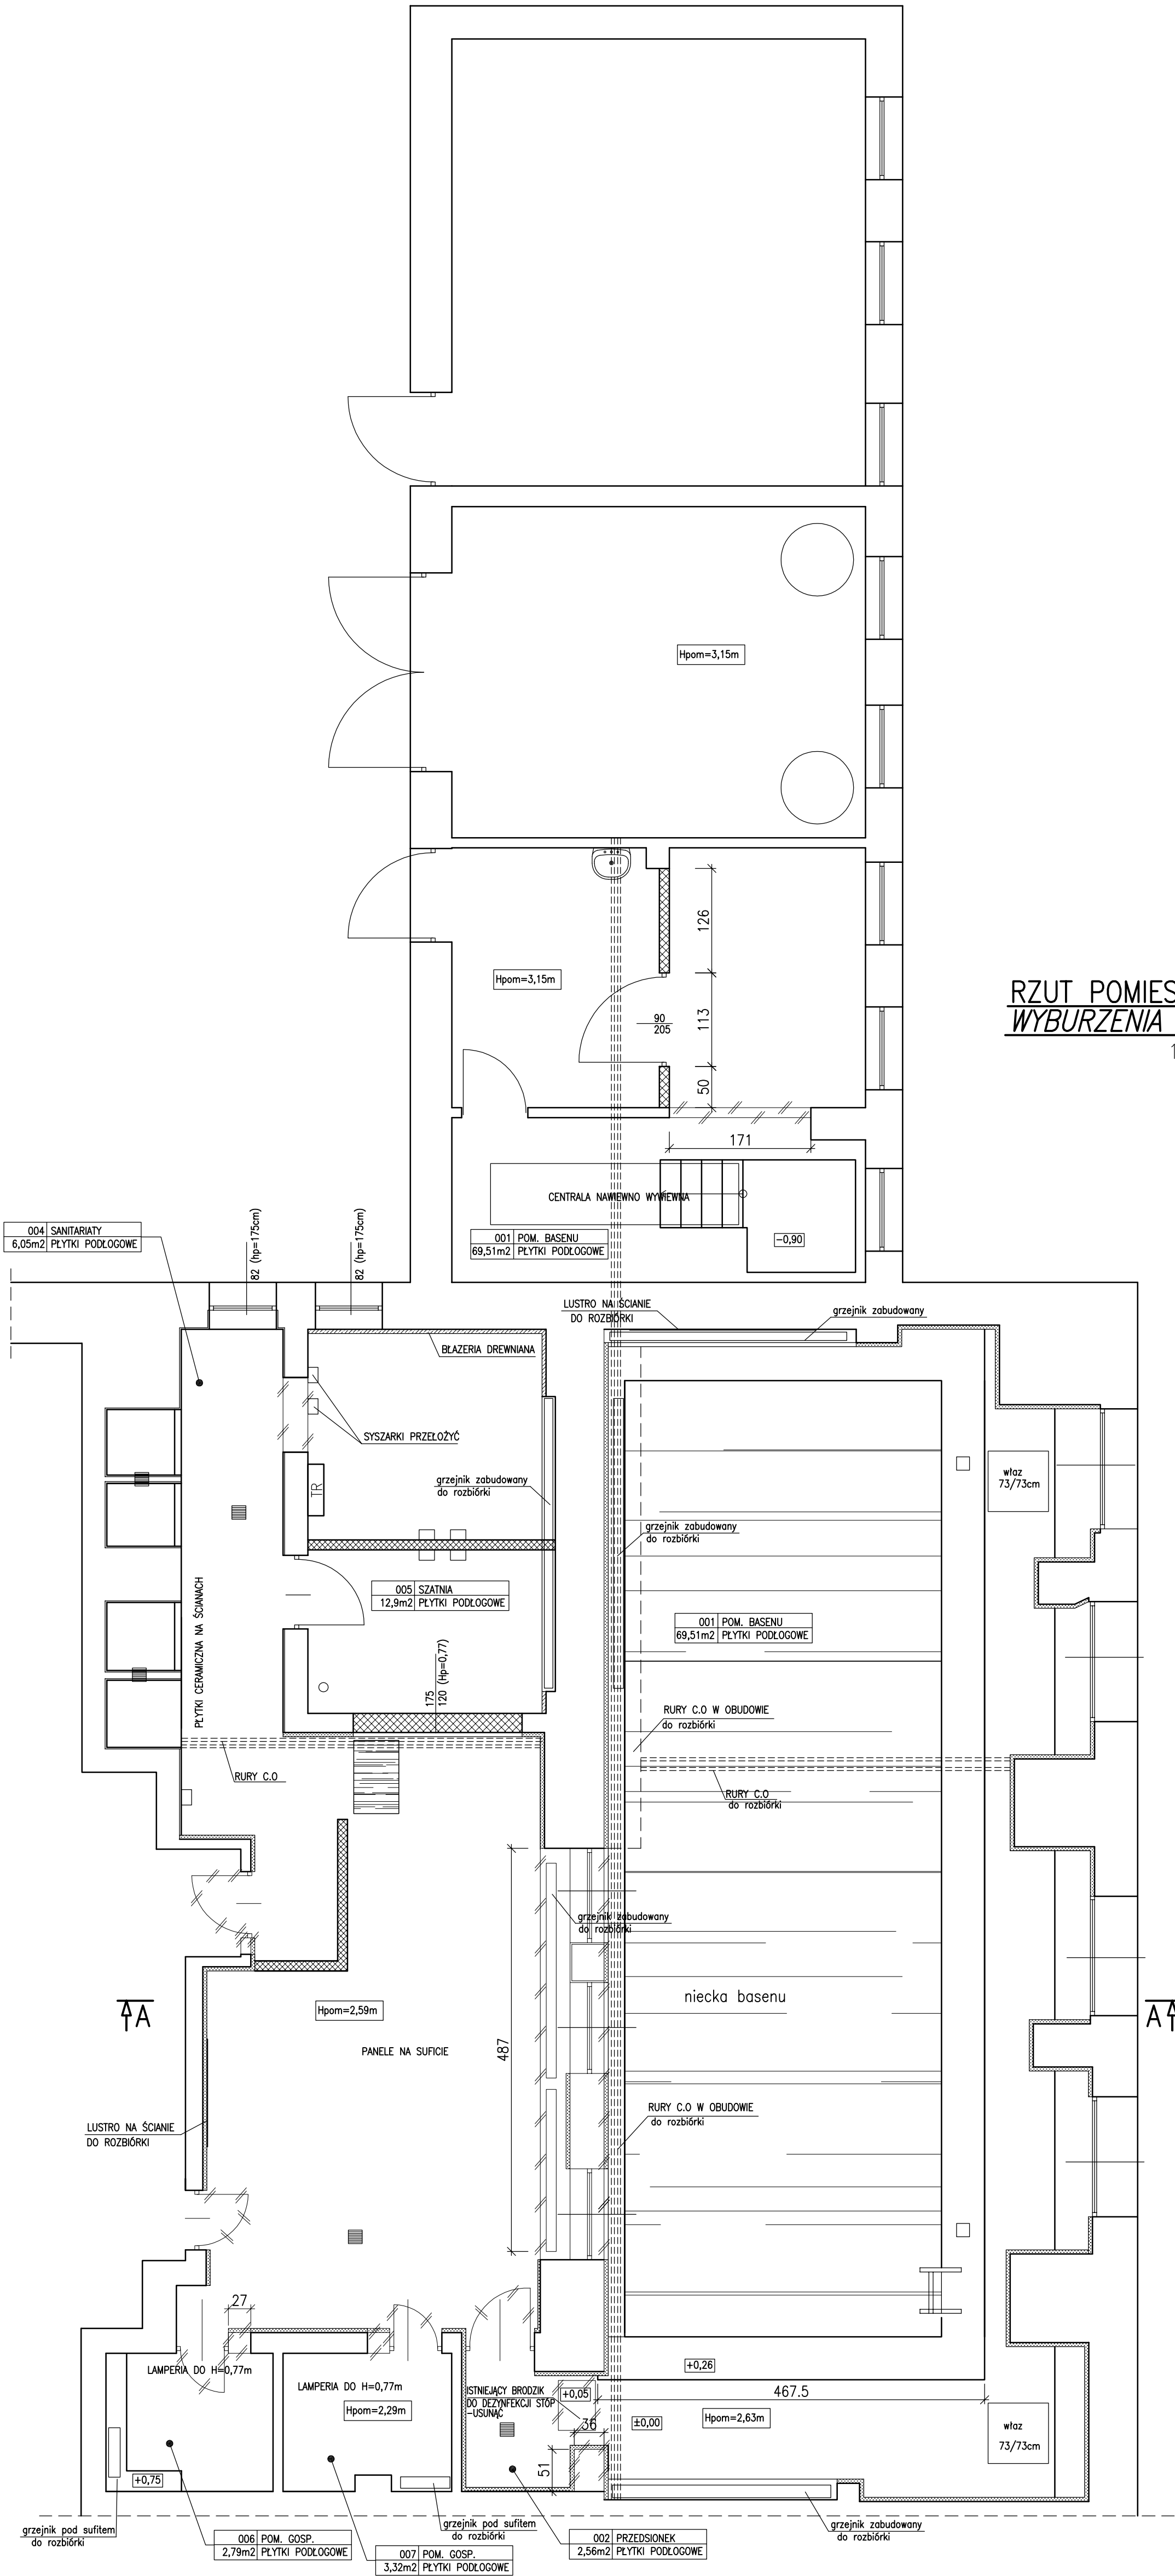 Hpom=3,15m
126
Hpom=3,15m
90
205
113
50
RZUT POMIES
WYBURZENIA
1
171
CENTRALA NAWIEWNO WYWIEWNA
001 POM. BASENU
69,51m2 PŁYTKI PODŁOGOWE
-0,90
004 SANITARIATY
6,05m2 PŁYTKI PODŁOGOWE
82 (hp=175cm)
82 (hp=175cm)
LUSTRO NA ŚCIANIE
DO ROZBIÓRKI
grzejnik zabudowany
BŁAZERIA DREWNIANA
SYSZARKI PRZEŁOŻYĆ
TR
grzejnik zabudowany
do rozbiórki
właz
73/73cm
grzejnik zabudowany
do rozbiórki
PŁYTKI CERAMICZNA NA ŚCIANACH
005 SZATNIA
12,9m2 PŁYTKI PODŁOGOWE
001 POM. BASENU
69,51m2 PŁYTKI PODŁOGOWE
175
120 (Hp=0,77)
RURY C.O W OBUDOWIE
do rozbiórki
RURY C.O
RURY C.O
do rozbiórki
grzejnik zabudowany
do rozbiórki
A
Hpom=2,59m
niecka basenu
A
PANELE NA SUFICIE
487
LUSTRO NA ŚCIANIE
DO ROZBIÓRKI
RURY C.O W OBUDOWIE
do rozbiórki
27
LAMPERIA DO H=0,77m
LAMPERIA DO H=0,77m
Hpom=2,29m
ISTNIEJĄCY BRODZIK
DO DEZYNFEKCJI STÓP
-USUNĄĆ
+0,05
+0,26
467.5
36
±0,00
Hpom=2,63m
właz
73/73cm
51
+0,75
grzejnik pod sufitem
do rozbiórki
006 POM. GOSP.
2,79m2 PŁYTKI PODŁOGOWE
007 POM. GOSP.
3,32m2 PŁYTKI PODŁOGOWE
grzejnik pod sufitem
do rozbiórki
002 PRZEDSIONEK
2,56m2 PŁYTKI PODŁOGOWE
grzejnik zabudowany
do rozbiórki